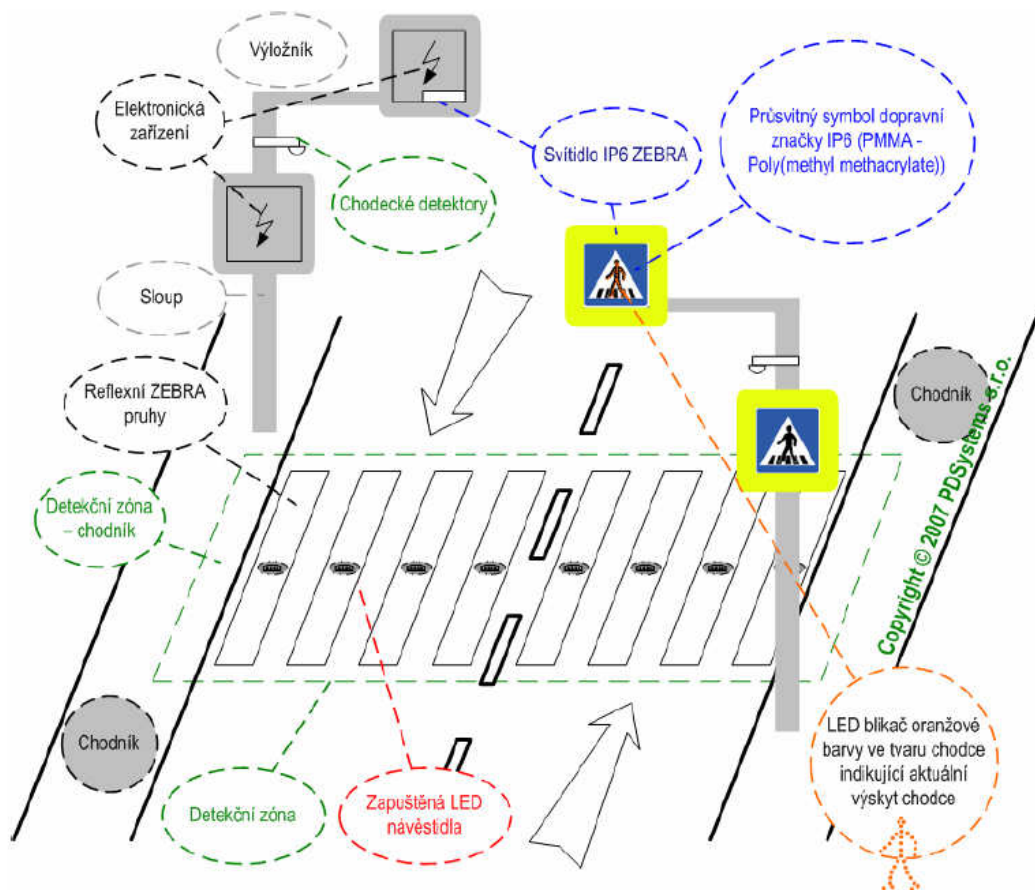 Výložník
Elektronická
zařízení
Svítidlo IP6 ZEBRA
Průsvitný symbol dopravní
značky IP6 (PMMA -
Poly(methyl methacrylate))
Chodecké detektory
Sloup
Reflexní ZEBRA
pruhy
Chodník
Detekční zóna
– chodník
Copyright © 2007 PDSystems s.r.o.
Chodník
Detekční zóna
Zapuštěná LED
návěstidla
LED blikač oranžové
barvy ve tvaru chodce
indikující aktuální
výskyt chodce